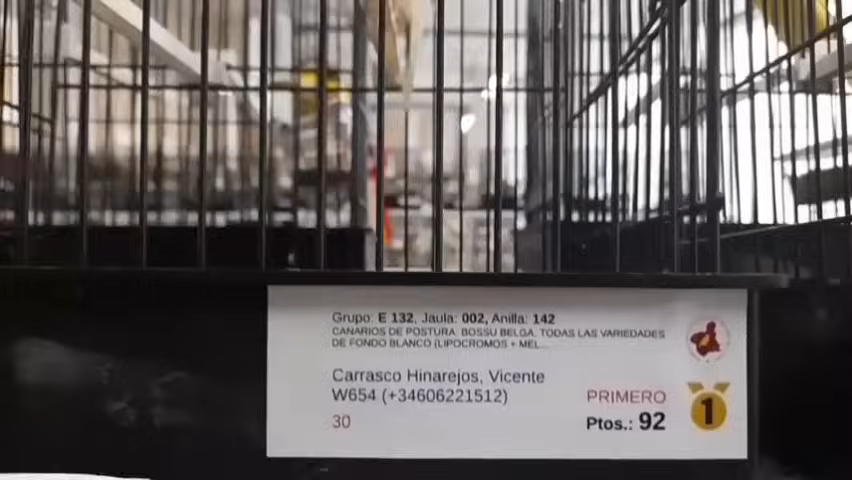 Grupo: E 132, Jaula: 002, Anilla: 142
CANARIOS DE POSTURA. BOSSU BELGA. TODAS LAS VARIEDADES
DE FONDO BLANCO (LIPOCROMOS + MEL...
Carrasco Hinarejos, Vicente
W654 (+34606221512)
30
PRIMERO
Ptos.: 92
1